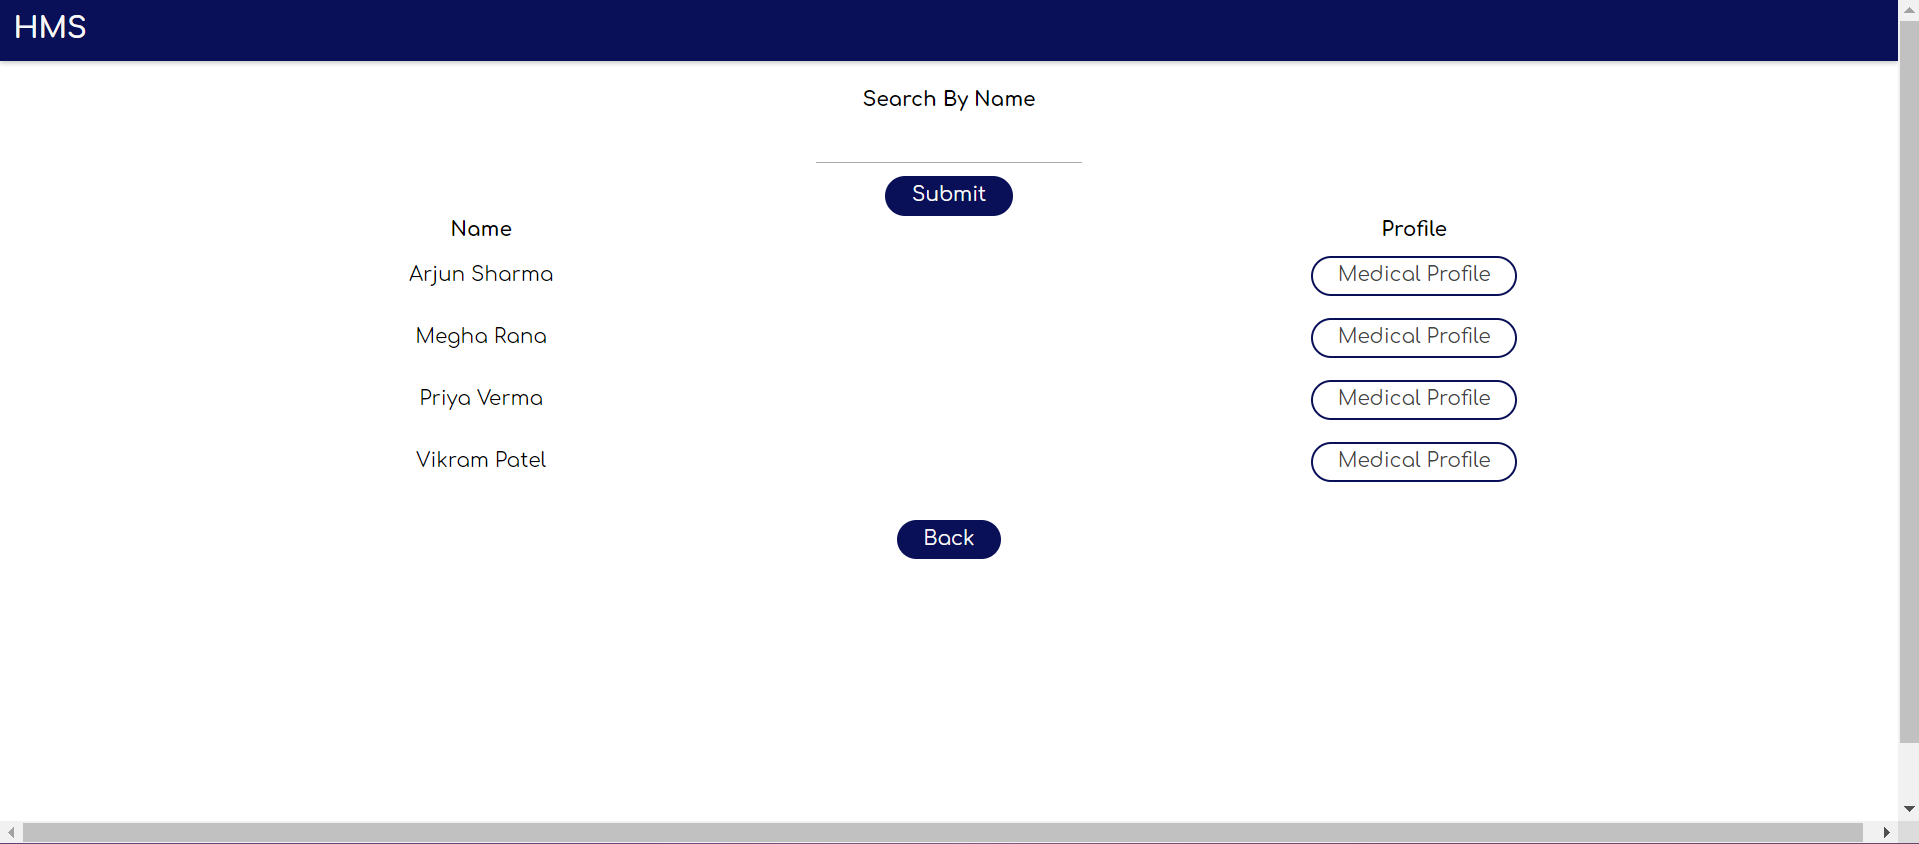 HMS
Search By Name
Submit
Name Profile
Arjun Sharma Medical Profile
Megha Rana Medical Profile
Priya Verma Medical Profile
Vikram Patel Medical Profile
Back